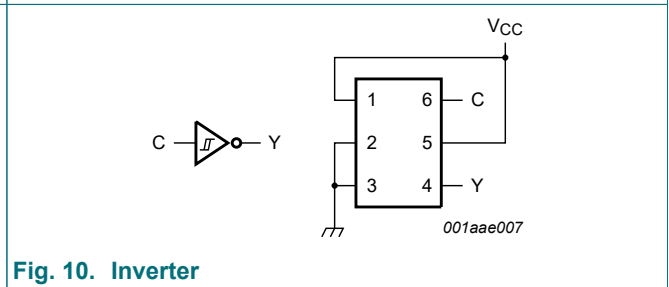 VCC
1 6 C
C Y
2 5
3 4 Y
001aae007
Fig. 10. Inverter